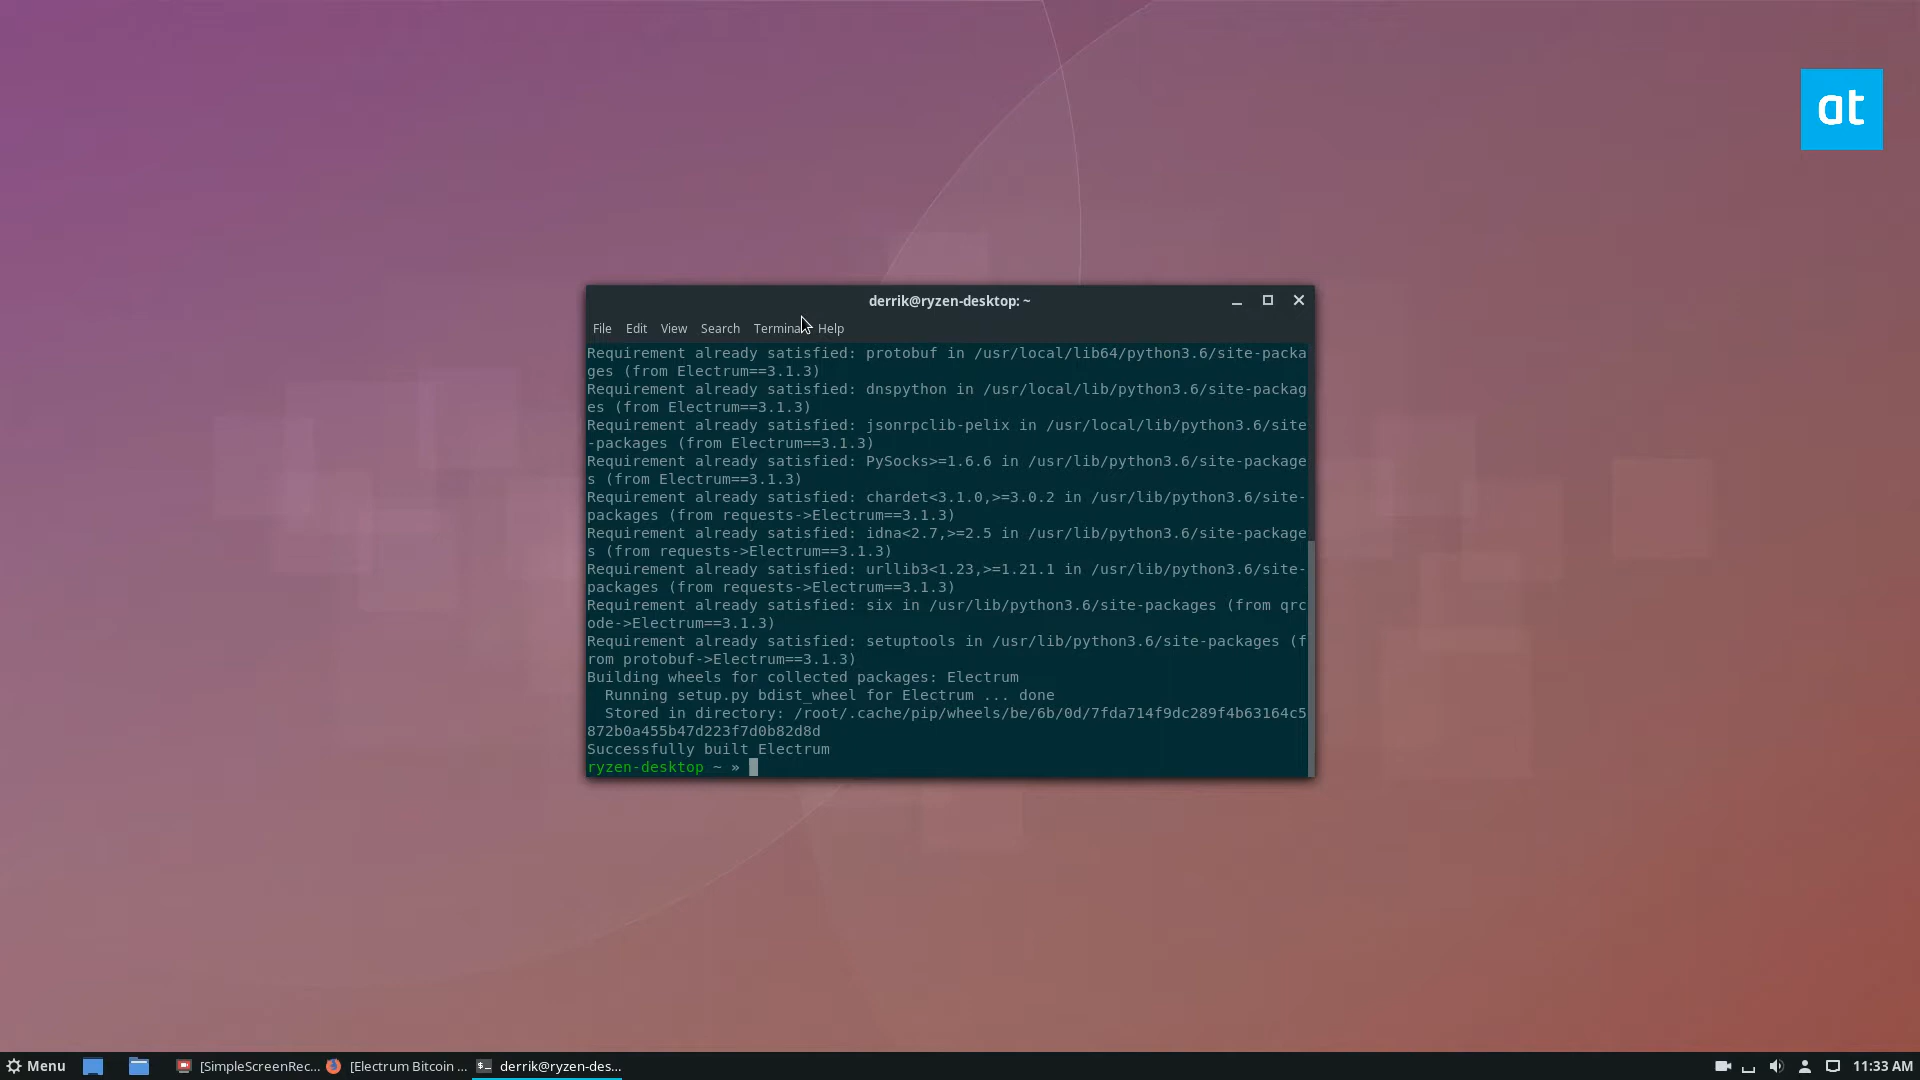 at
derrik@ryzen-desktop: ~
File Edit View Search Terminal Help
Requirement already satisfied: protobuf in /usr/local/lib64/python3.6/site-packa
ges (from Electrum==3.1.3)
Requirement already satisfied: dnspython in /usr/local/lib/python3.6/site-packag
es (from Electrum==3.1.3)
Requirement already satisfied: jsonrpclib-pelix in /usr/local/lib/python3.6/site
-packages (from Electrum==3.1.3)
Requirement already satisfied: PySocks>=1.6.6 in /usr/lib/python3.6/site-package
s (from Electrum==3.1.3)
Requirement already satisfied: chardet<3.1.0,>=3.0.2 in /usr/lib/python3.6/site-
packages (from requests->Electrum==3.1.3)
Requirement already satisfied: idna<2.7,>=2.5 in /usr/lib/python3.6/site-package
s (from requests->Electrum==3.1.3)
Requirement already satisfied: urllib3<1.23,>=1.21.1 in /usr/lib/python3.6/site-
packages (from requests->Electrum==3.1.3)
Requirement already satisfied: six in /usr/lib/python3.6/site-packages (from qrc
ode->Electrum==3.1.3)
Requirement already satisfied: setuptools in /usr/lib/python3.6/site-packages (f
rom protobuf->Electrum==3.1.3)
Building wheels for collected packages: Electrum
  Running setup.py bdist_wheel for Electrum ... done
  Stored in directory: /root/.cache/pip/wheels/be/6b/0d/7fda714f9dc289f4b63164c5
872b0a455b47d223f7d0b82d8d
Successfully built Electrum
ryzen-desktop ~ »
Menu [SimpleScreenRec... [Electrum Bitcoin ... derrik@ryzen-des... 11:33 AM